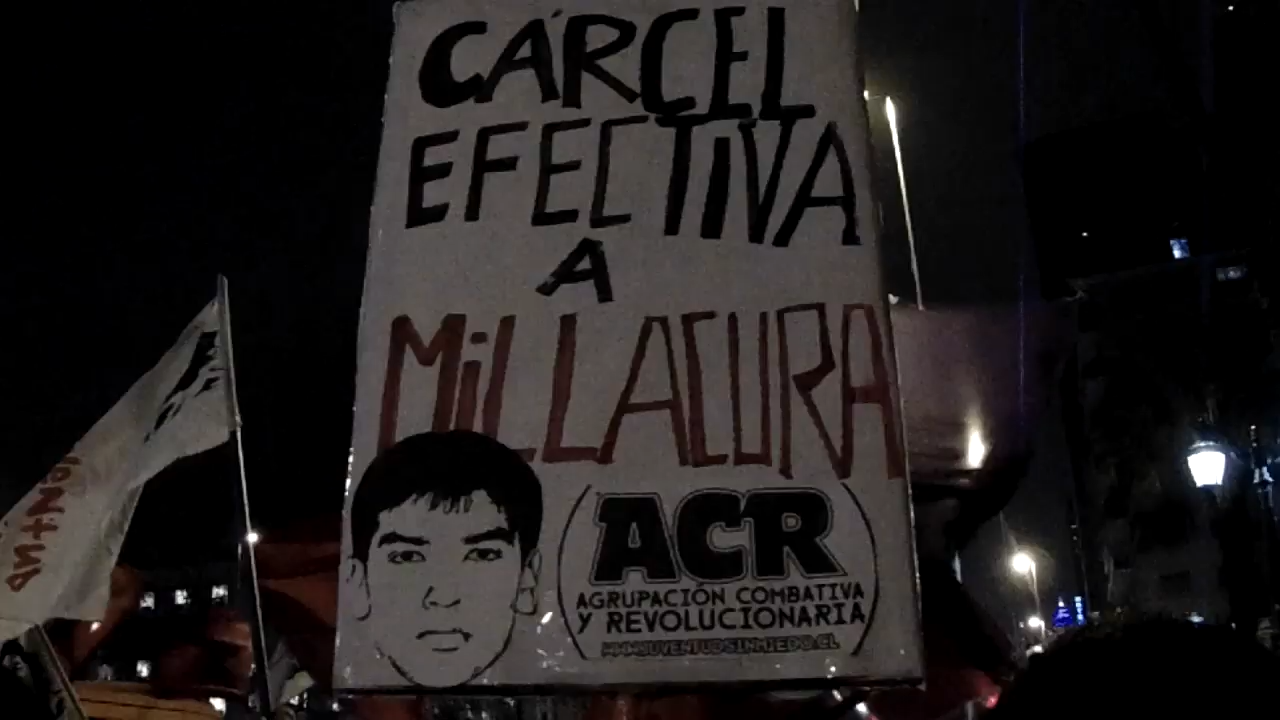 CÁRCEL
EFECTIVA
A
MiLLACURA
ACR
AGRUPACIÓN COMBATIVA
Y REVOLUCIONARIA
WWW.JUVENTUDSINMIEDO.CL